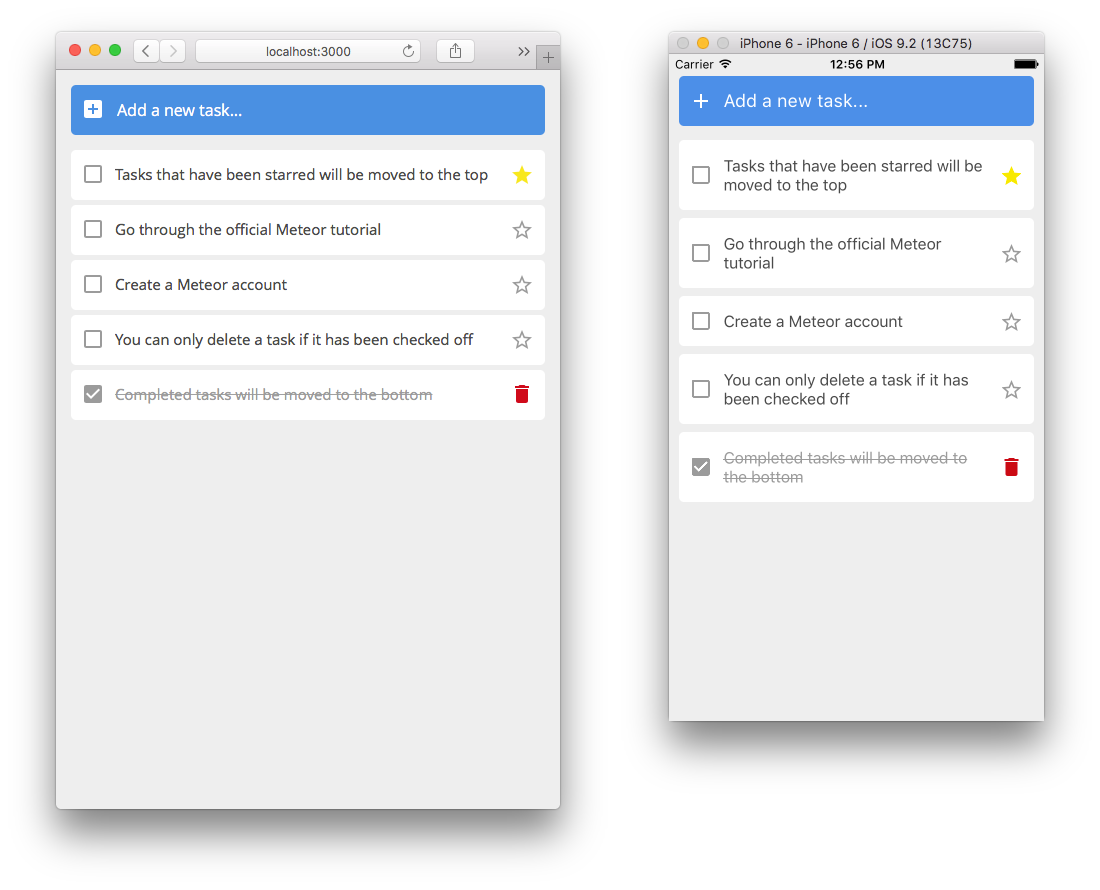 localhost:3000
Add a new task...
Tasks that have been starred will be moved to the top
Go through the official Meteor tutorial
Create a Meteor account
You can only delete a task if it has been checked off
Completed tasks will be moved to the bottom
iPhone 6 - iPhone 6 / iOS 9.2 (13C75)
Carrier 12:56 PM
Add a new task...
Tasks that have been starred will be
moved to the top
Go through the official Meteor
tutorial
Create a Meteor account
You can only delete a task if it has
been checked off
Completed tasks will be moved to
the bottom